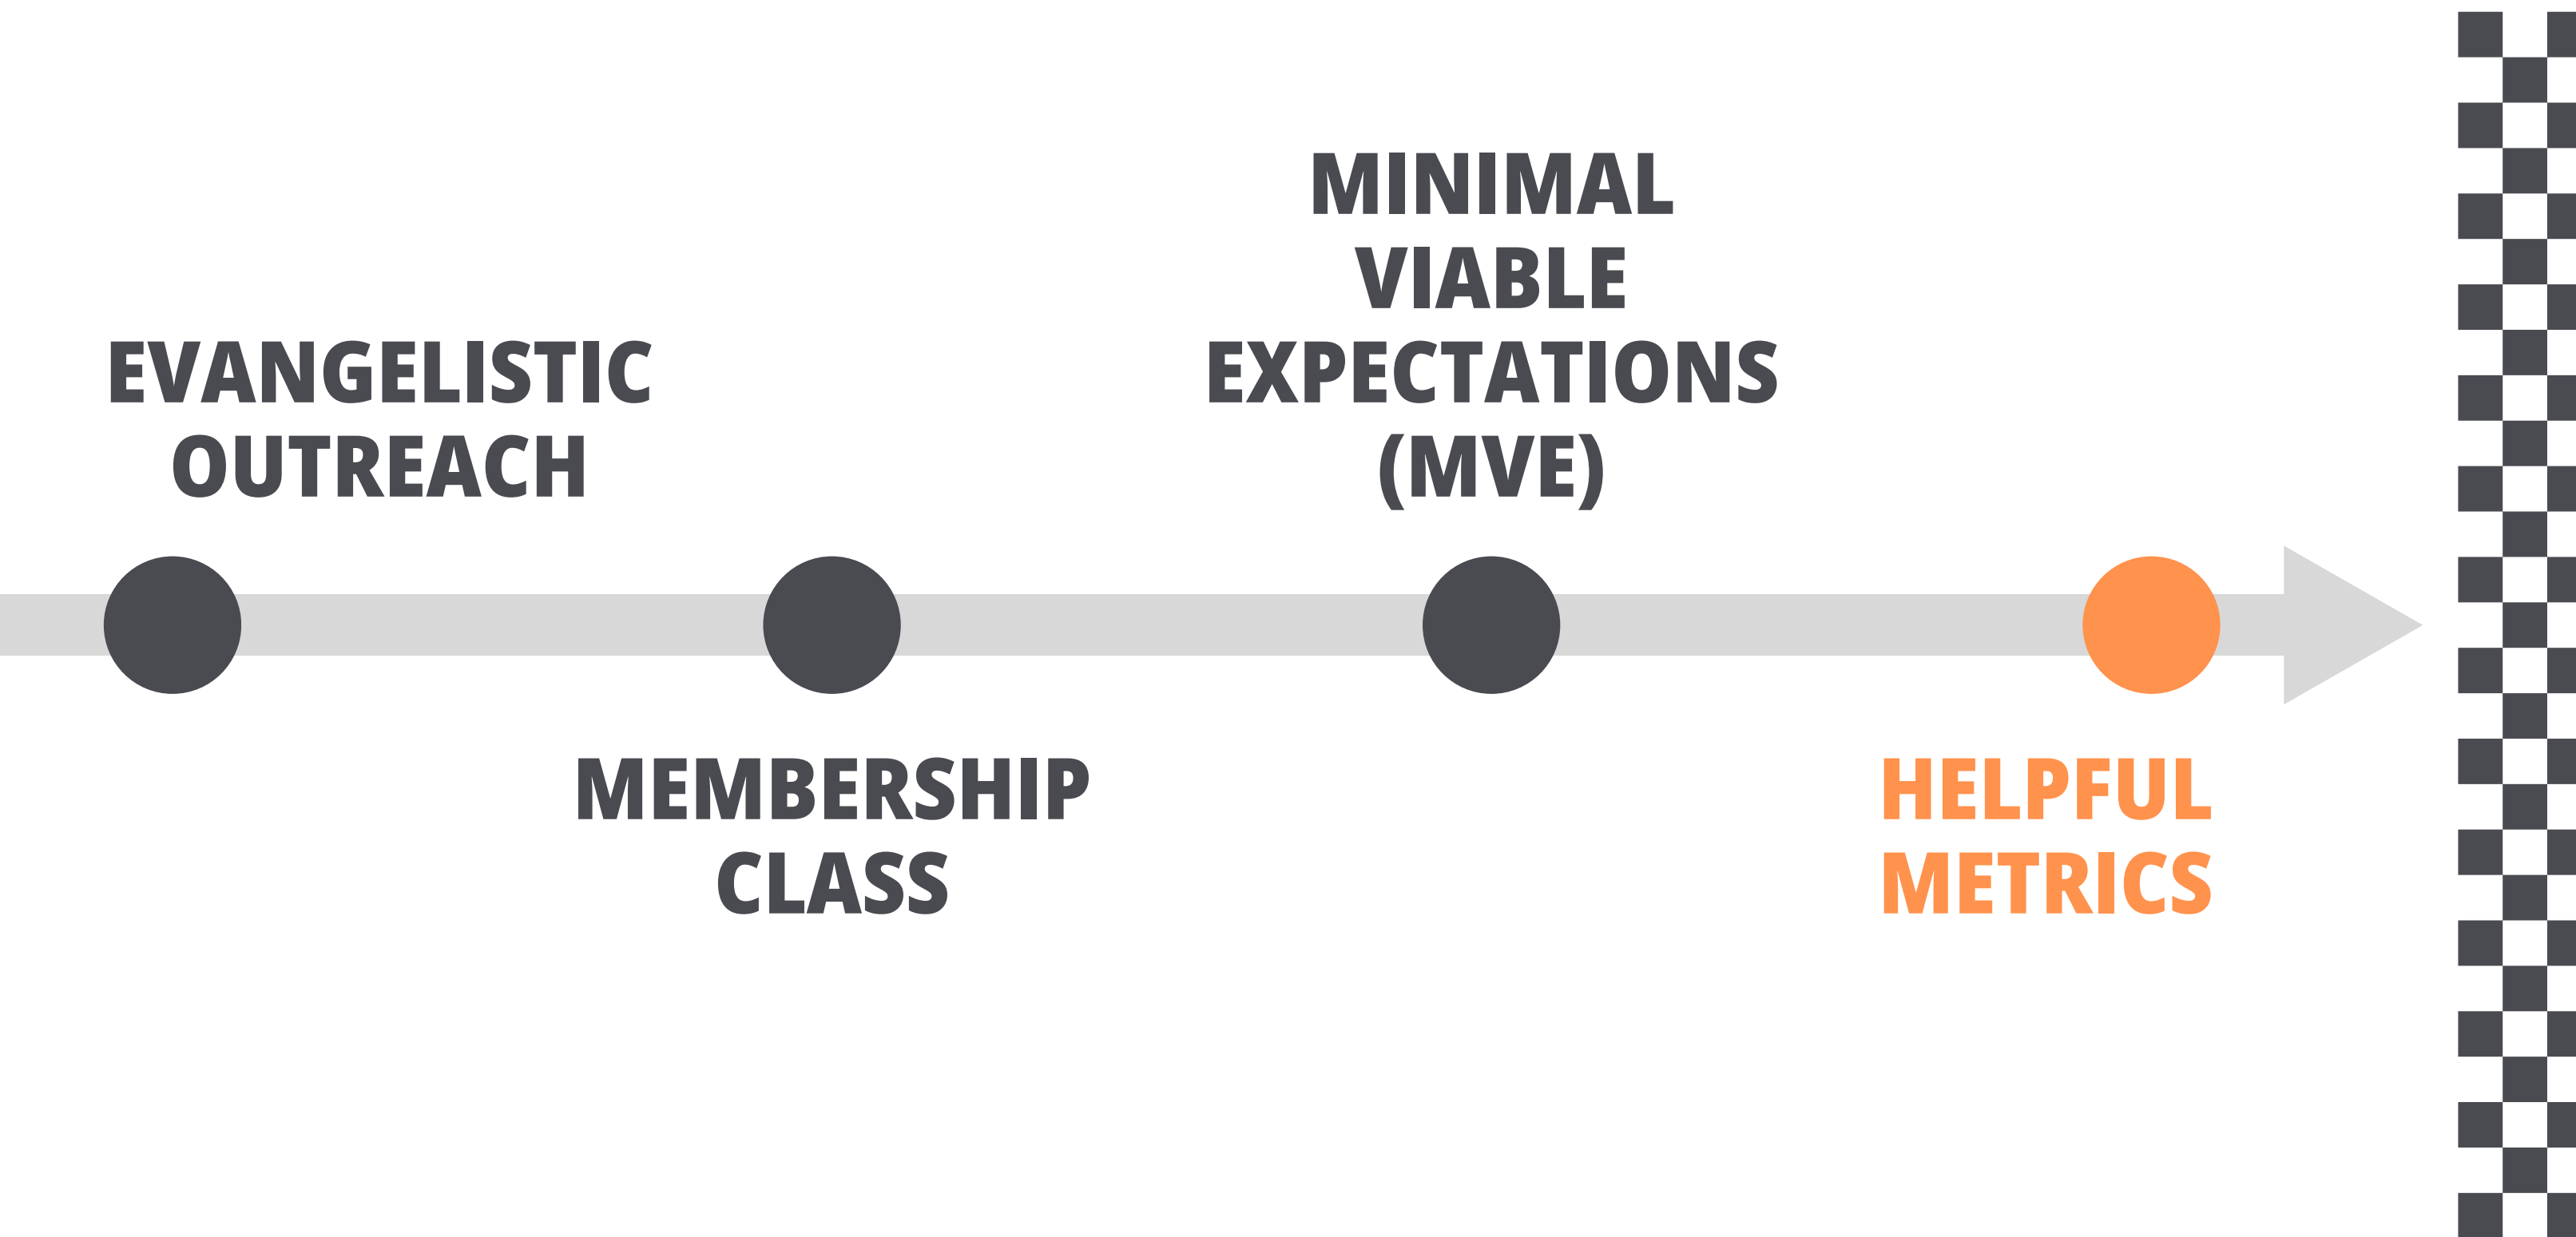 EVANGELISTIC
OUTREACH
MEMBERSHIP
CLASS
MINIMAL
VIABLE
EXPECTATIONS
(MVE)
HELPFUL
METRICS